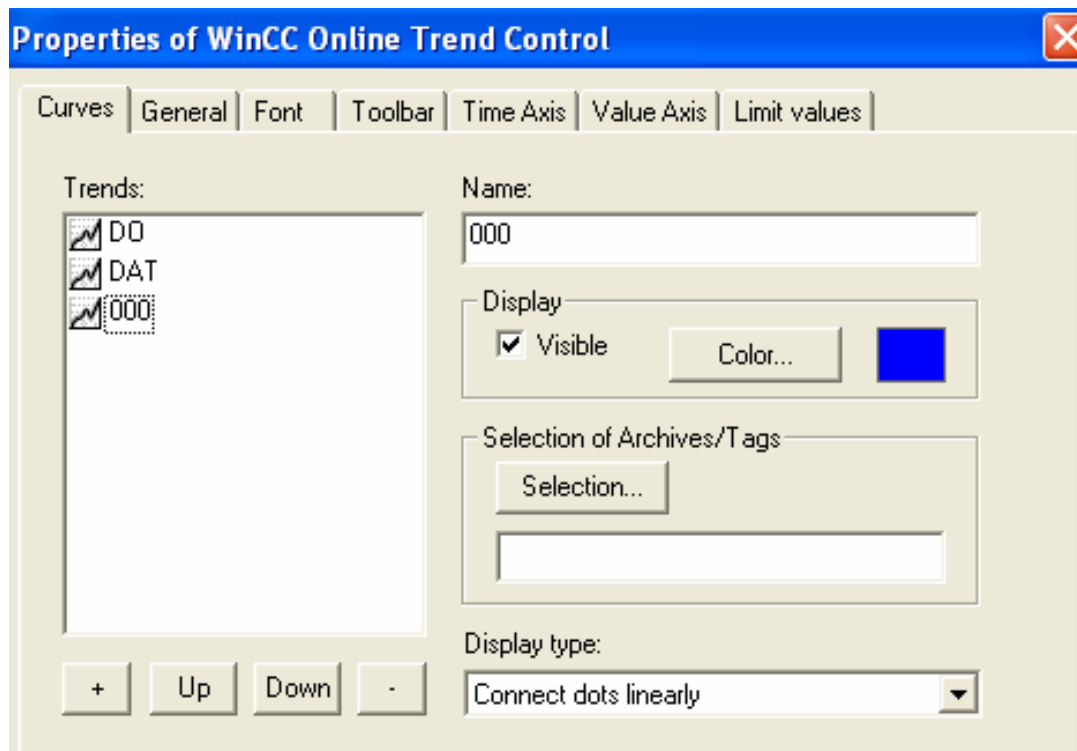 Properties of WinCC Online Trend Control
Curves General Font Toolbar Time Axis Value Axis Limit values
Trends:
DO
DAT
000
+ Up Down -
Name:
000
Display
Visible Color...
Selection of Archives/Tags
Selection...
Display type:
Connect dots linearly